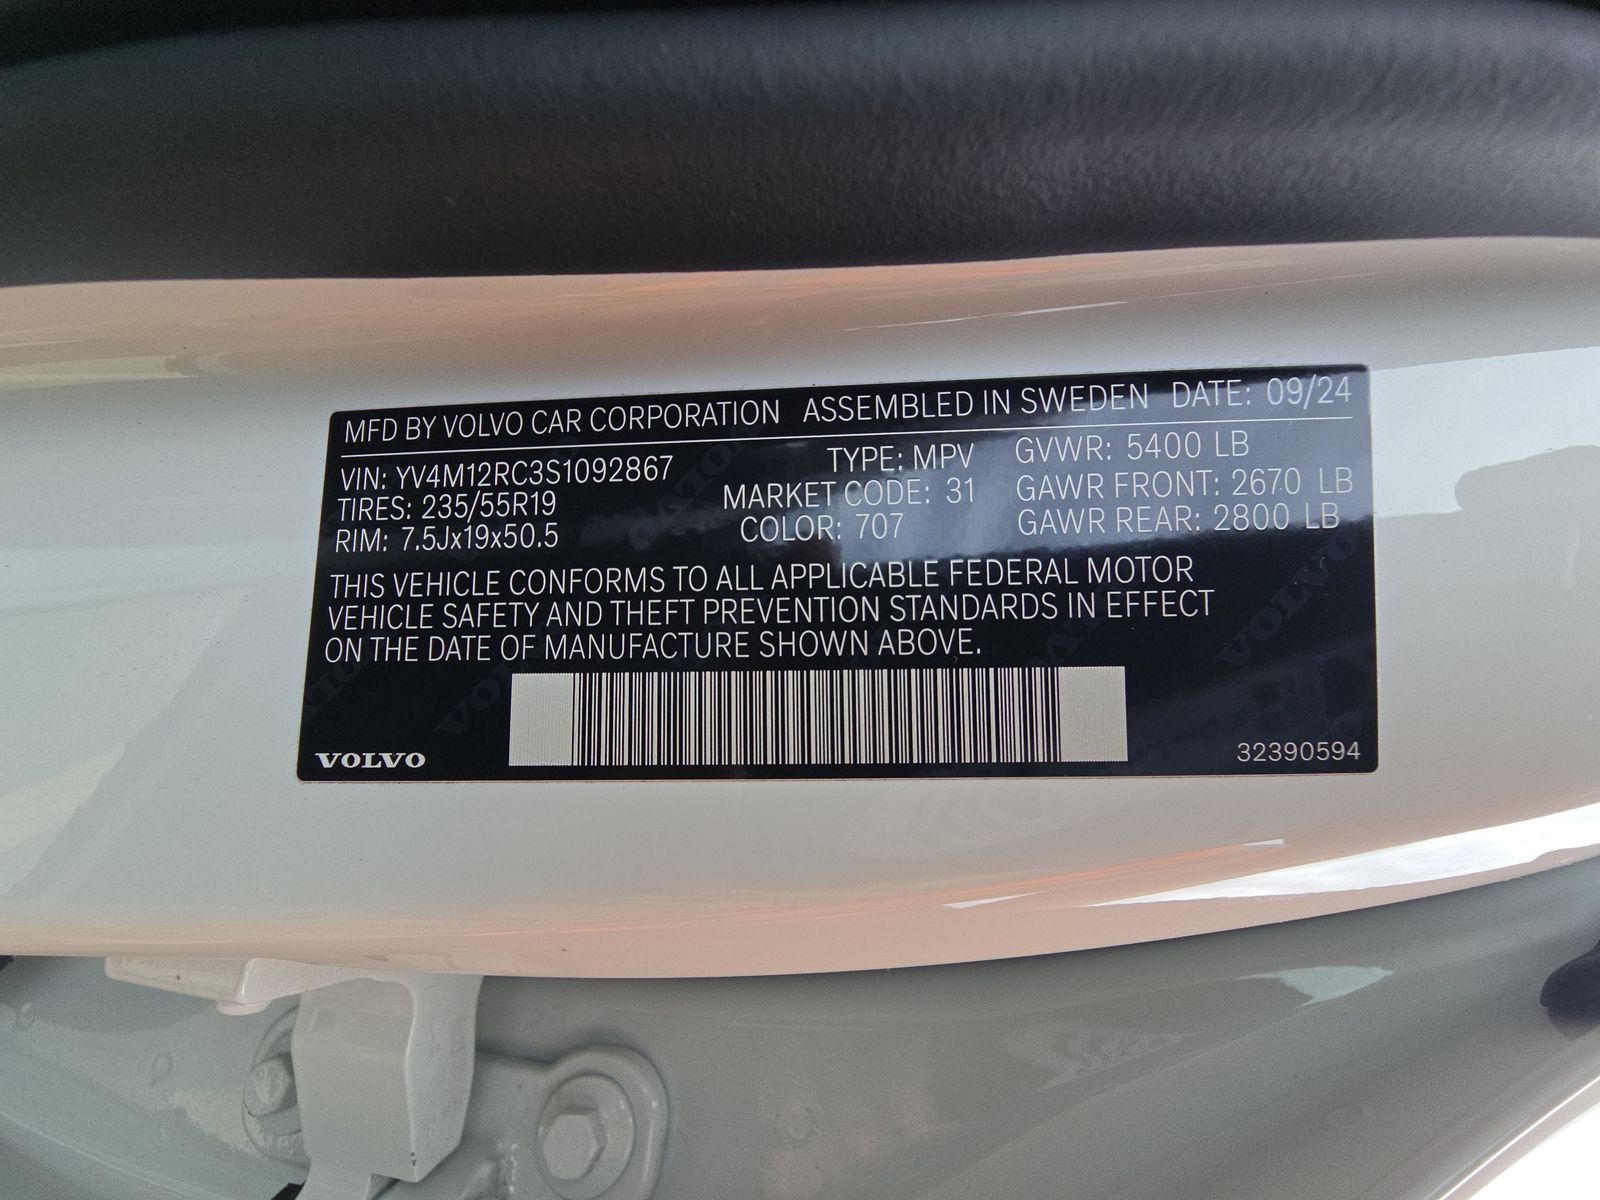 MFD BY VOLVO CAR CORPORATION ASSEMBLED IN SWEDEN DATE: 09/24
VIN: YV4M12RC3S1092867 TYPE: MPV GVWR: 5400 LB
TIRES: 235/55R19 MARKET CODE: 31 GAWR FRONT: 2670 LB
RIM: 7.5Jx19x50.5 COLOR: 707 GAWR REAR: 2800 LB
THIS VEHICLE CONFORMS TO ALL APPLICABLE FEDERAL MOTOR
VEHICLE SAFETY AND THEFT PREVENTION STANDARDS IN EFFECT
ON THE DATE OF MANUFACTURE SHOWN ABOVE.
VOLVO 32390594